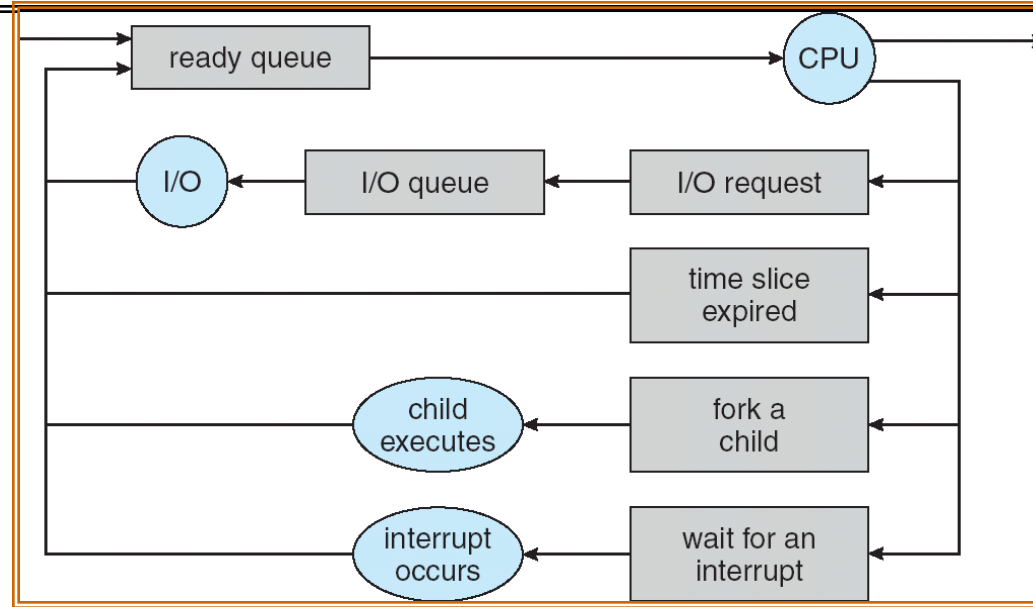 ready queue
CPU
I/O
I/O queue
I/O request
time slice
expired
child
executes
fork a
child
interrupt
occurs
wait for an
interrupt